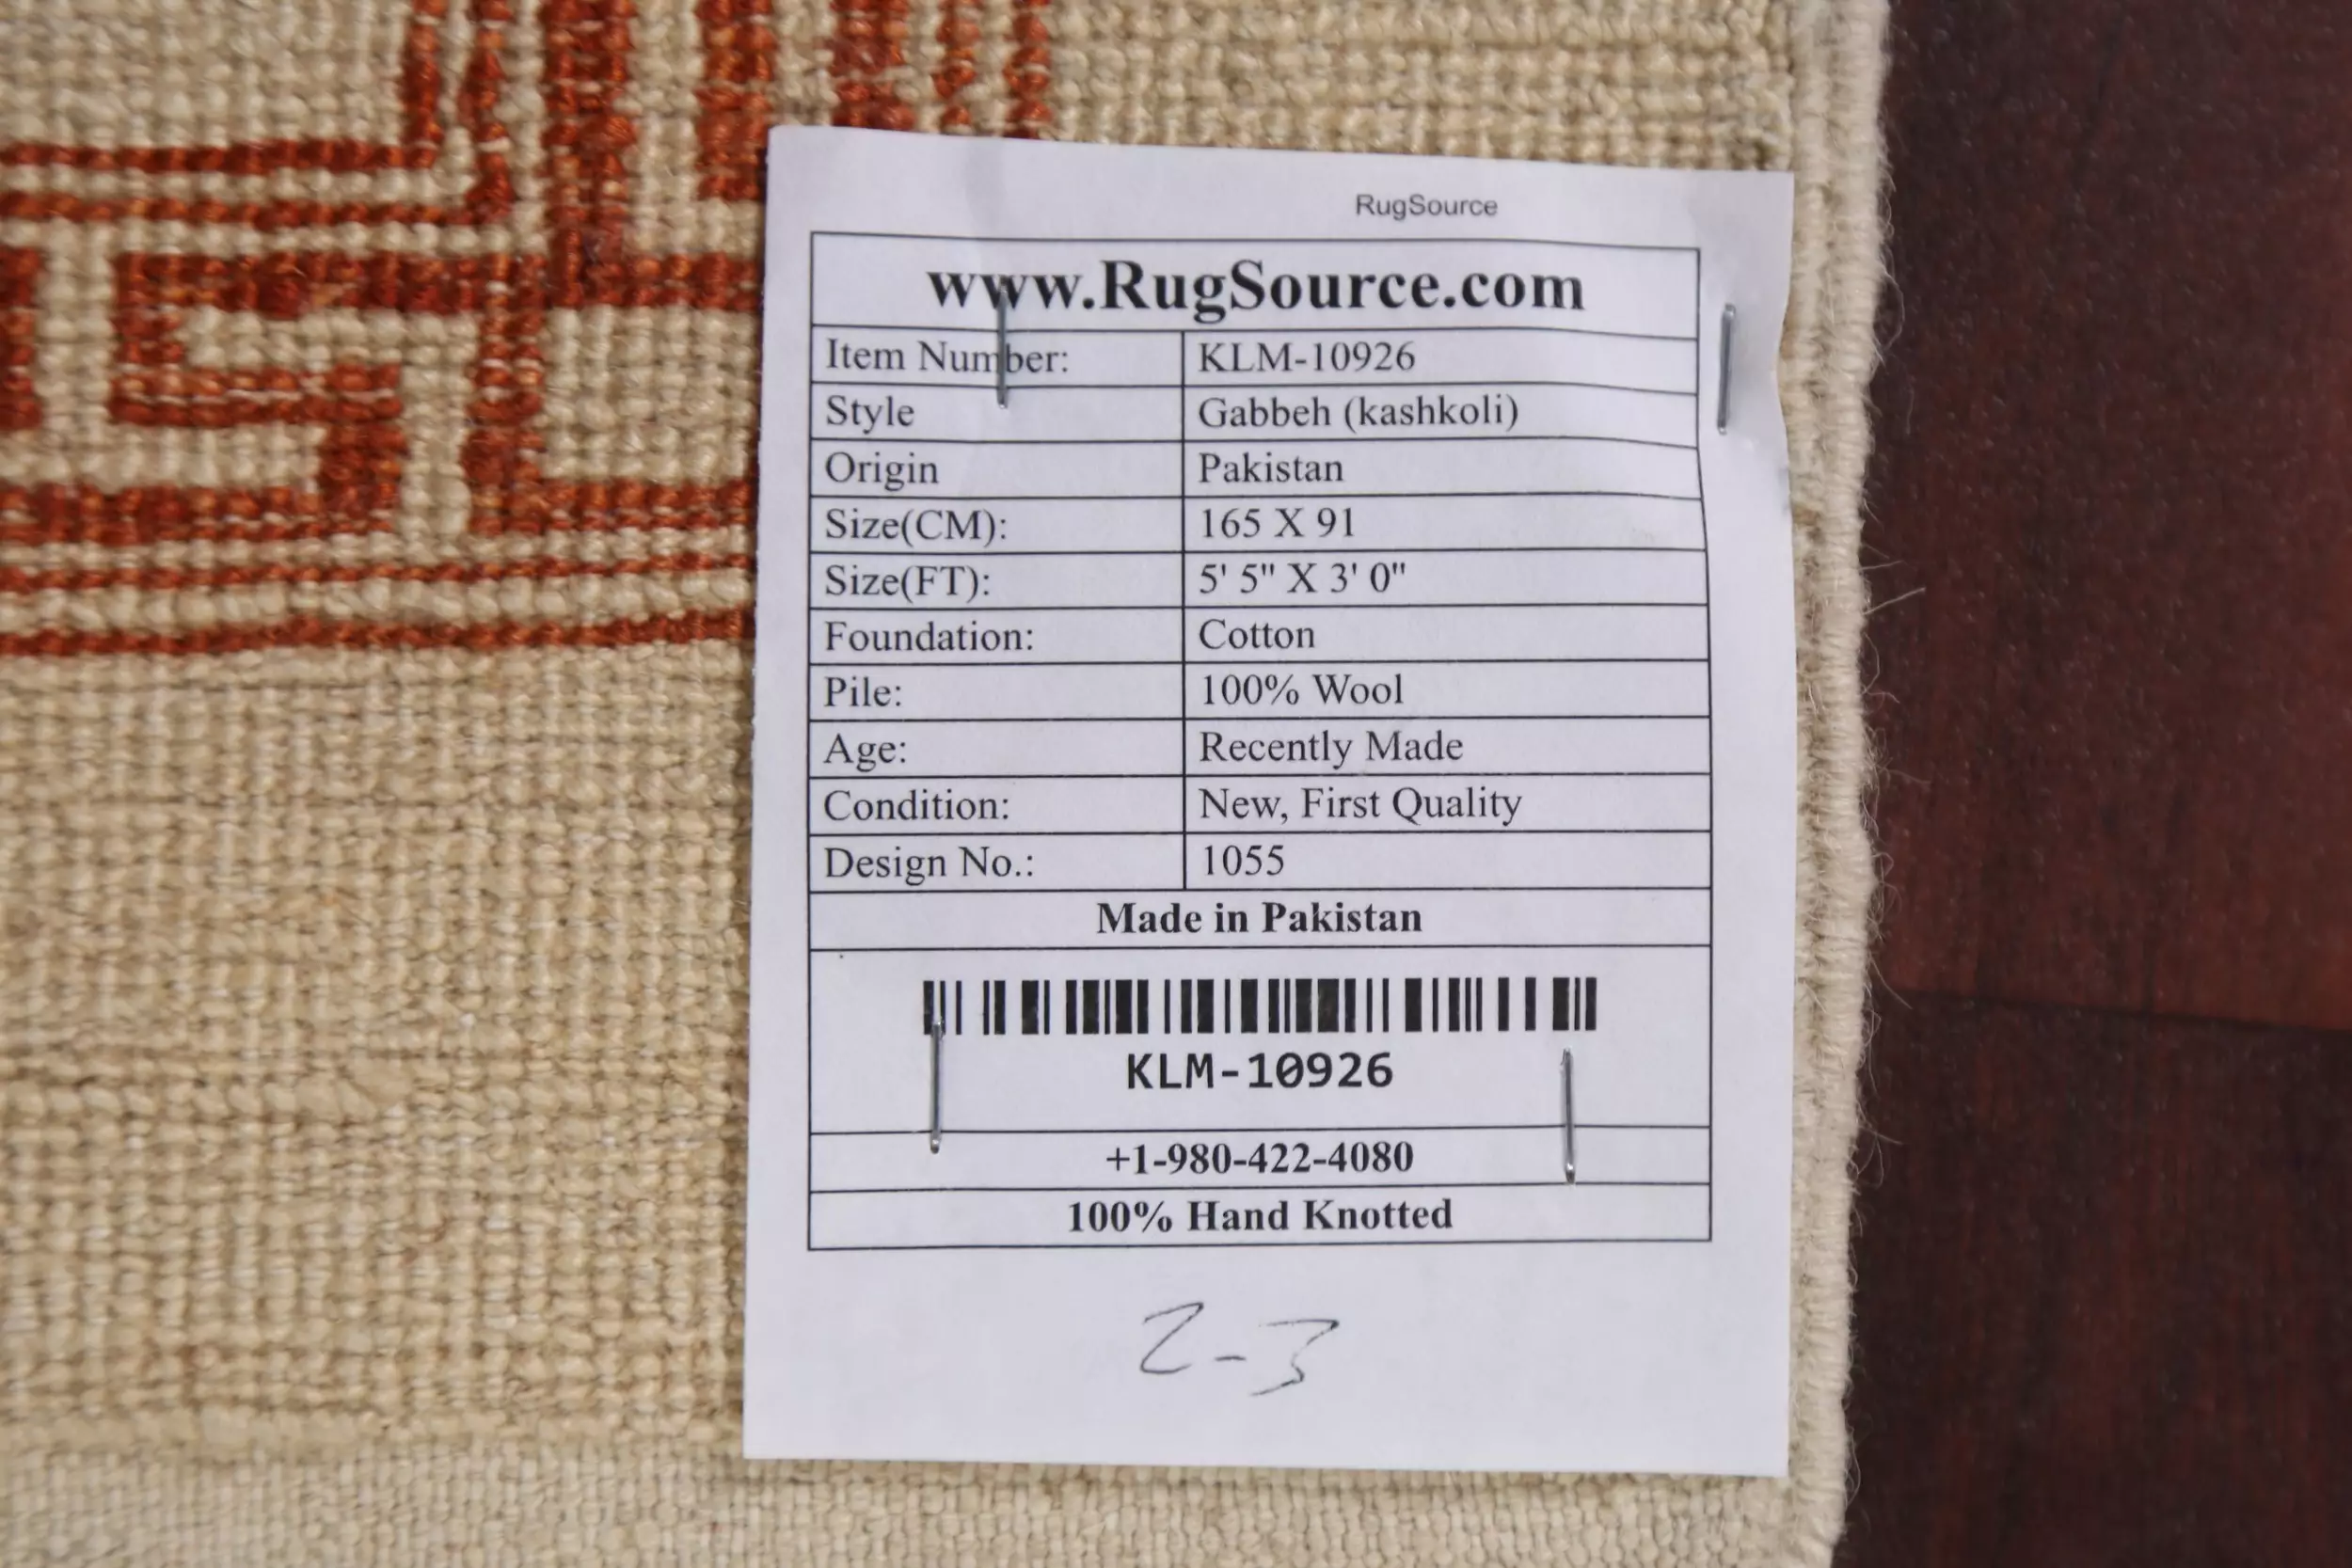 RugSource
www.RugSource.com
Item Number: KLM-10926
Style Gabbeh (kashkoli)
Origin Pakistan
Size(CM): 165 X 91
Size(FT): 5' 5" X 3' 0"
Foundation: Cotton
Pile: 100% Wool
Age: Recently Made
Condition: New, First Quality
Design No.: 1055
Made in Pakistan
KLM-10926
+1-980-422-4080
100% Hand Knotted
2-3